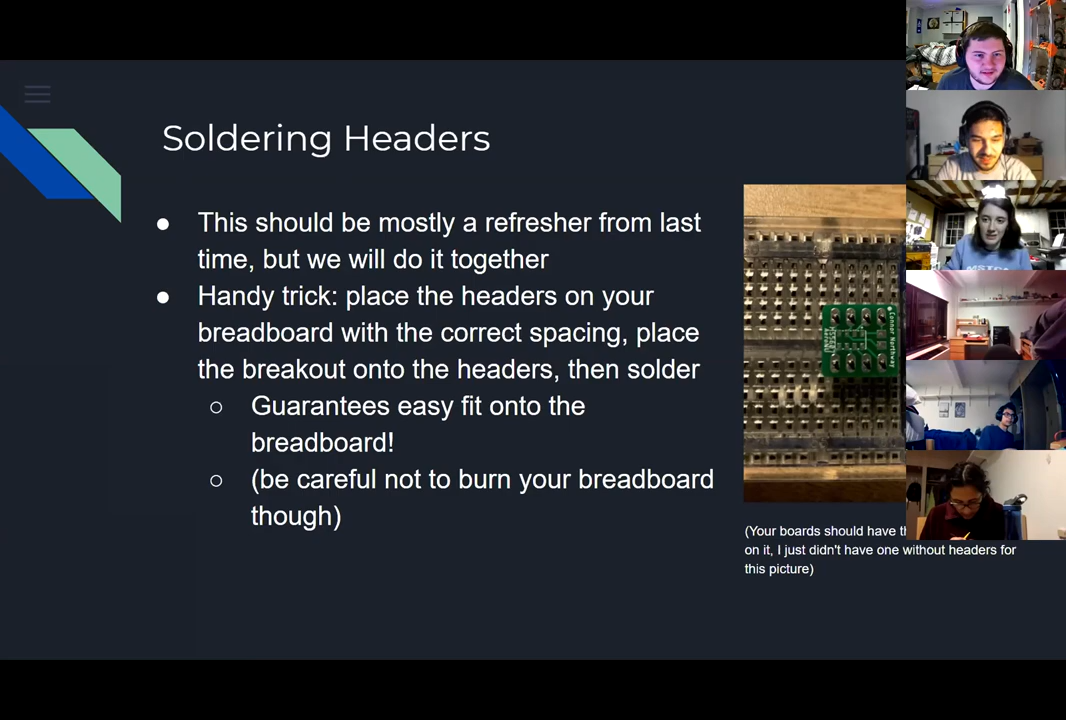 Soldering Headers
● This should be mostly a refresher from last
time, but we will do it together
● Handy trick: place the headers on your
breadboard with the correct spacing, place
the breakout onto the headers, then solder
○ Guarantees easy fit onto the
breadboard!
○ (be careful not to burn your breadboard
though)
Connor Northway
(Your boards should have
on it, I just didn't have one without headers for
this picture)